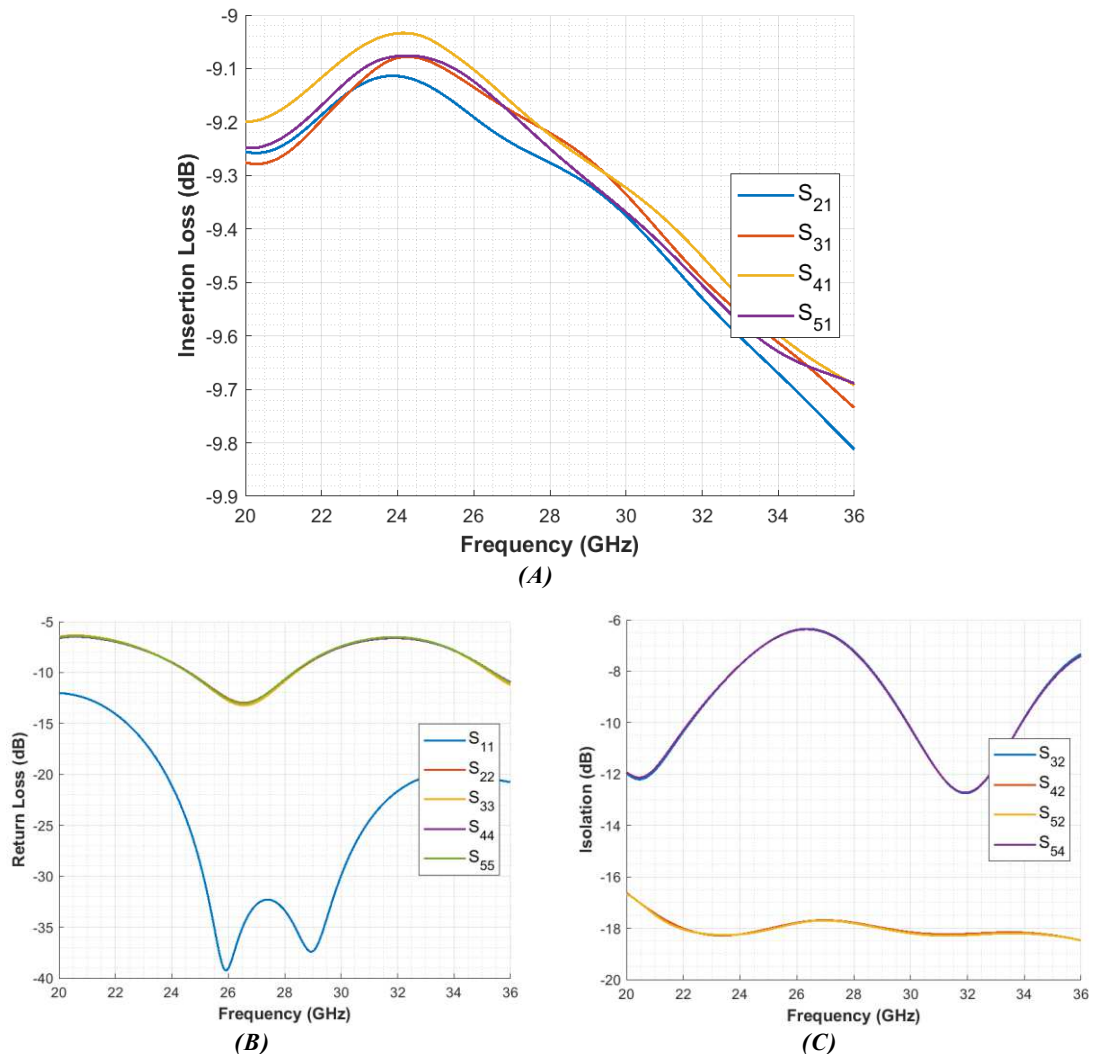 Insertion Loss (dB)
-9
-9.1
-9.2
-9.3
-9.4
-9.5
-9.6
-9.7
-9.8
-9.9
S21
S31
S41
S51
20 22 24 26 28 30 32 34 36
Frequency (GHz)
(A)
Return Loss (dB)
-5
-10
-15
-20
-25
-30
-35
-40
S11
S22
S33
S44
S55
20 22 24 26 28 30 32 34 36
Frequency (GHz)
(B)
Isolation (dB)
-6
-8
-10
-12
-14
-16
-18
-20
S32
S42
S52
S54
20 22 24 26 28 30 32 34 36
Frequency (GHz)
(C)